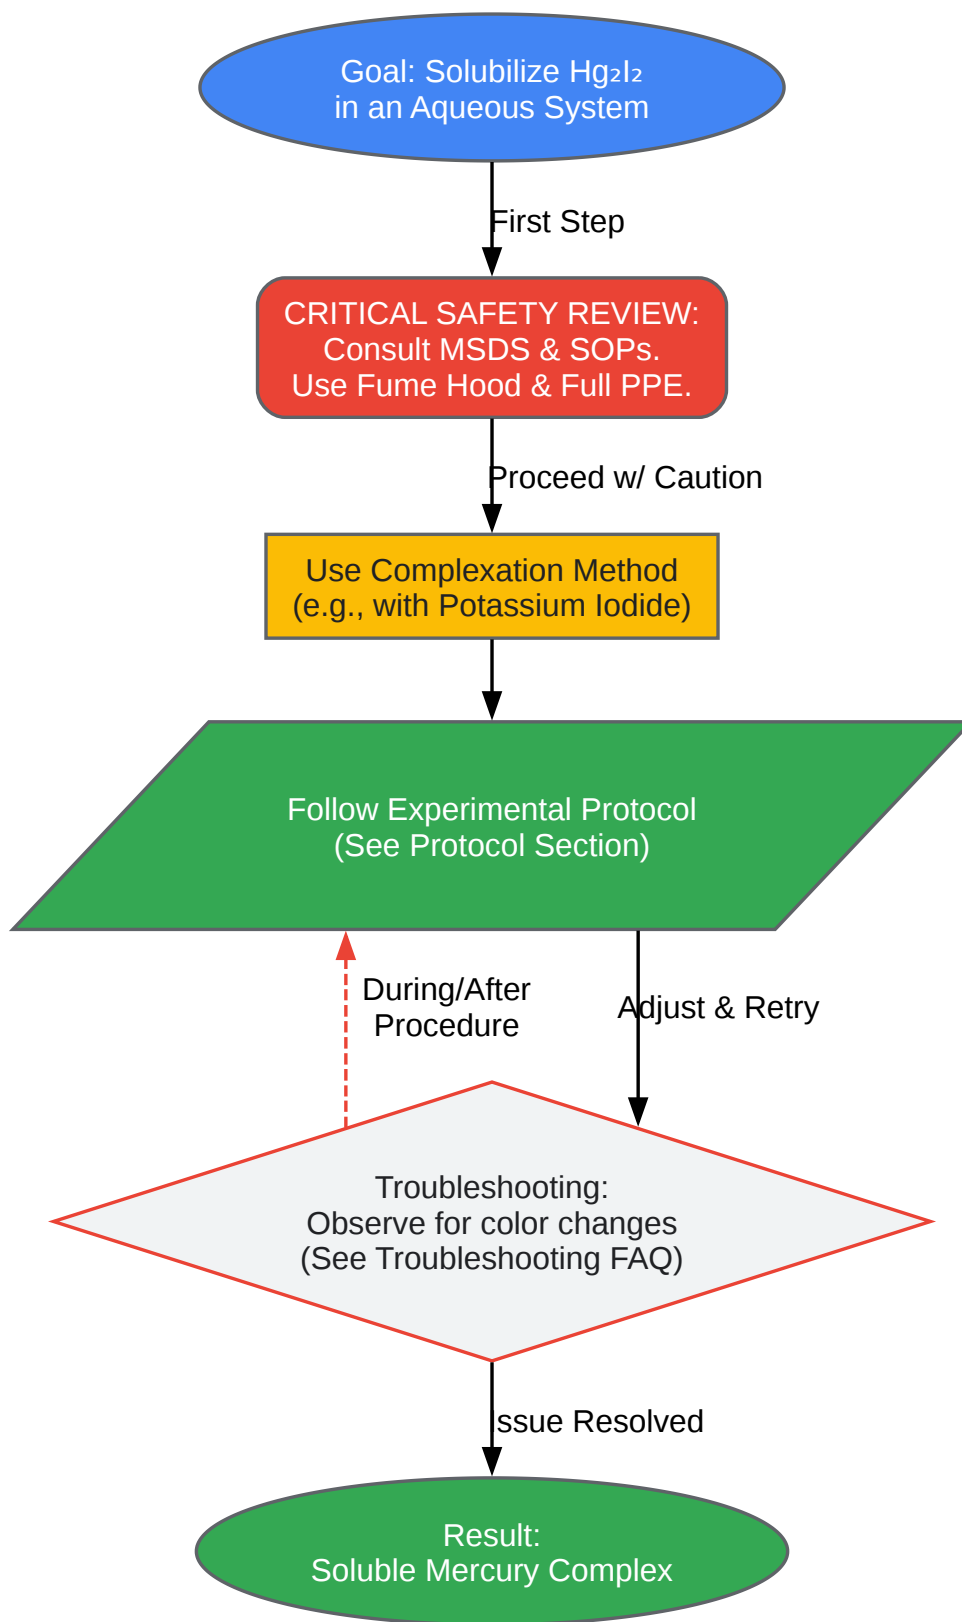 Goal: Solubilize Hg₂I₂
in an Aqueous System
First Step
CRITICAL SAFETY REVIEW:
Consult MSDS & SOPs.
Use Fume Hood & Full PPE.
Proceed w/ Caution
Use Complexation Method
(e.g., with Potassium Iodide)
Follow Experimental Protocol
(See Protocol Section)
During/After
Procedure
Adjust & Retry
Troubleshooting:
Observe for color changes
(See Troubleshooting FAQ)
Issue Resolved
Result:
Soluble Mercury Complex